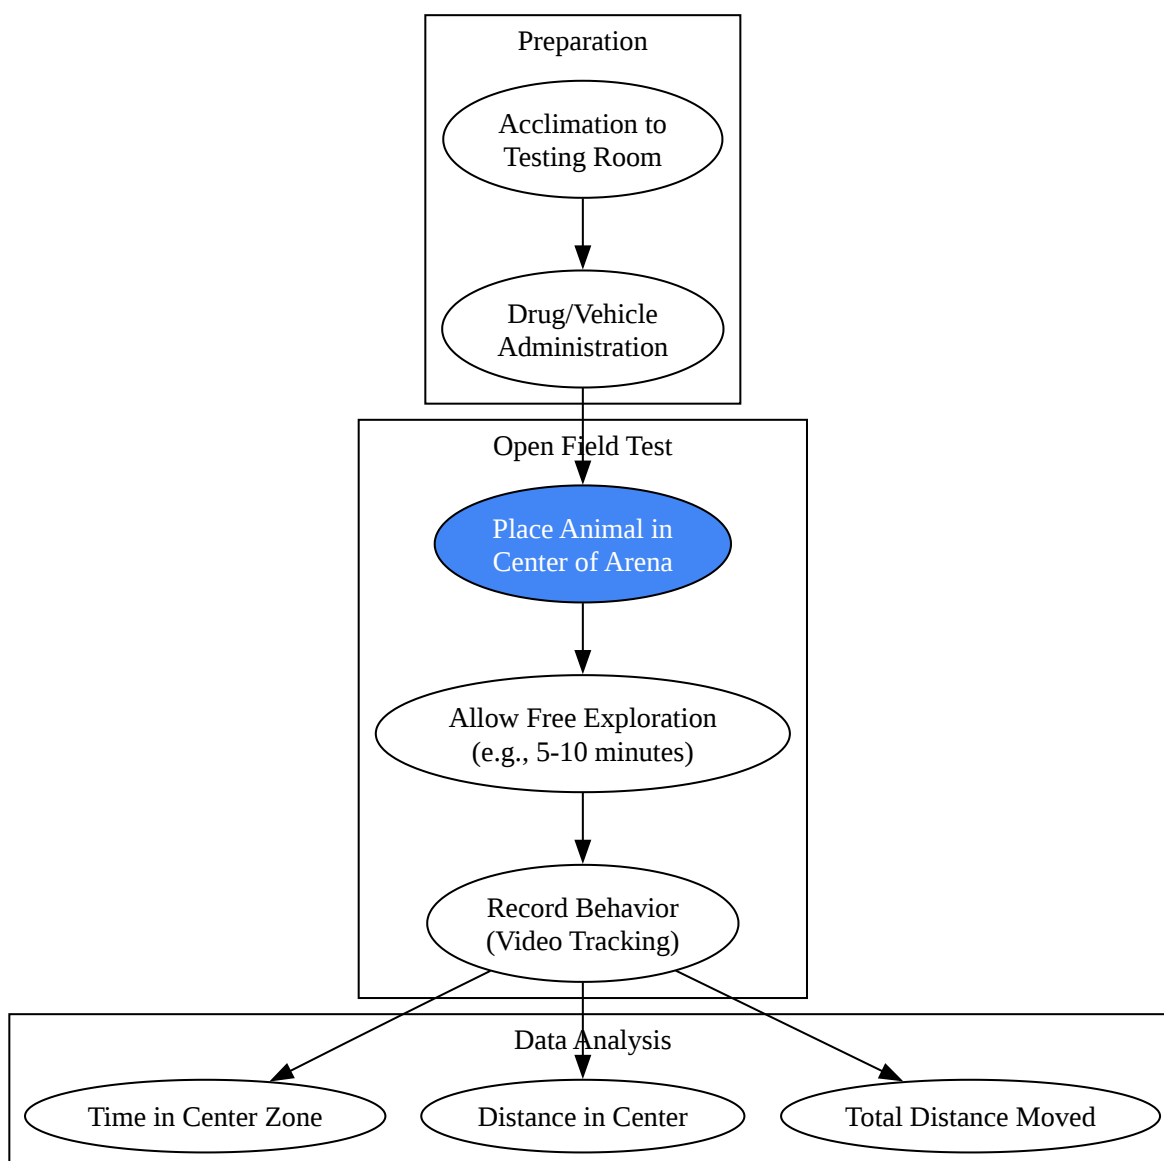 Preparation
Acclimation to
Testing Room
Drug/Vehicle
Administration
Open Field Test
Place Animal in
Center of Arena
Allow Free Exploration
(e.g., 5-10 minutes)
Record Behavior
(Video Tracking)
Data Analysis
Time in Center Zone
Distance in Center
Total Distance Moved